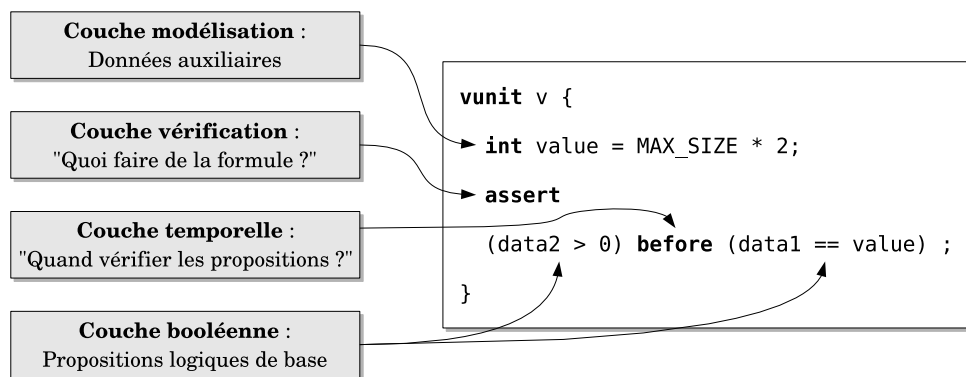 Couche modélisation :
Données auxiliaires
Couche vérification :
"Quoi faire de la formule ?"
Couche temporelle :
"Quand vérifier les propositions ?"
Couche booléenne :
Propositions logiques de base
vunit v {
int value = MAX_SIZE * 2;
assert
(data2 > 0) before (data1 == value) ;
}